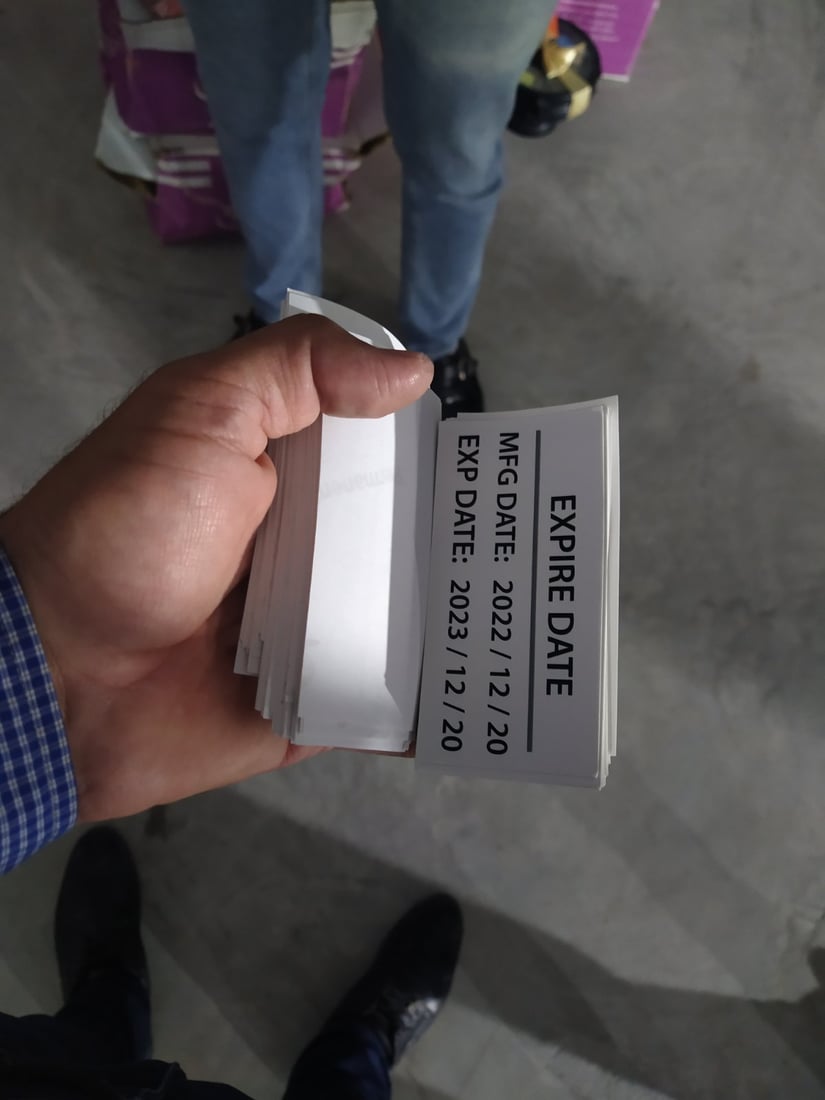 EXPIRE DATE
MFG DATE: 2022 / 12 / 20
EXP DATE: 2023 / 12 / 20